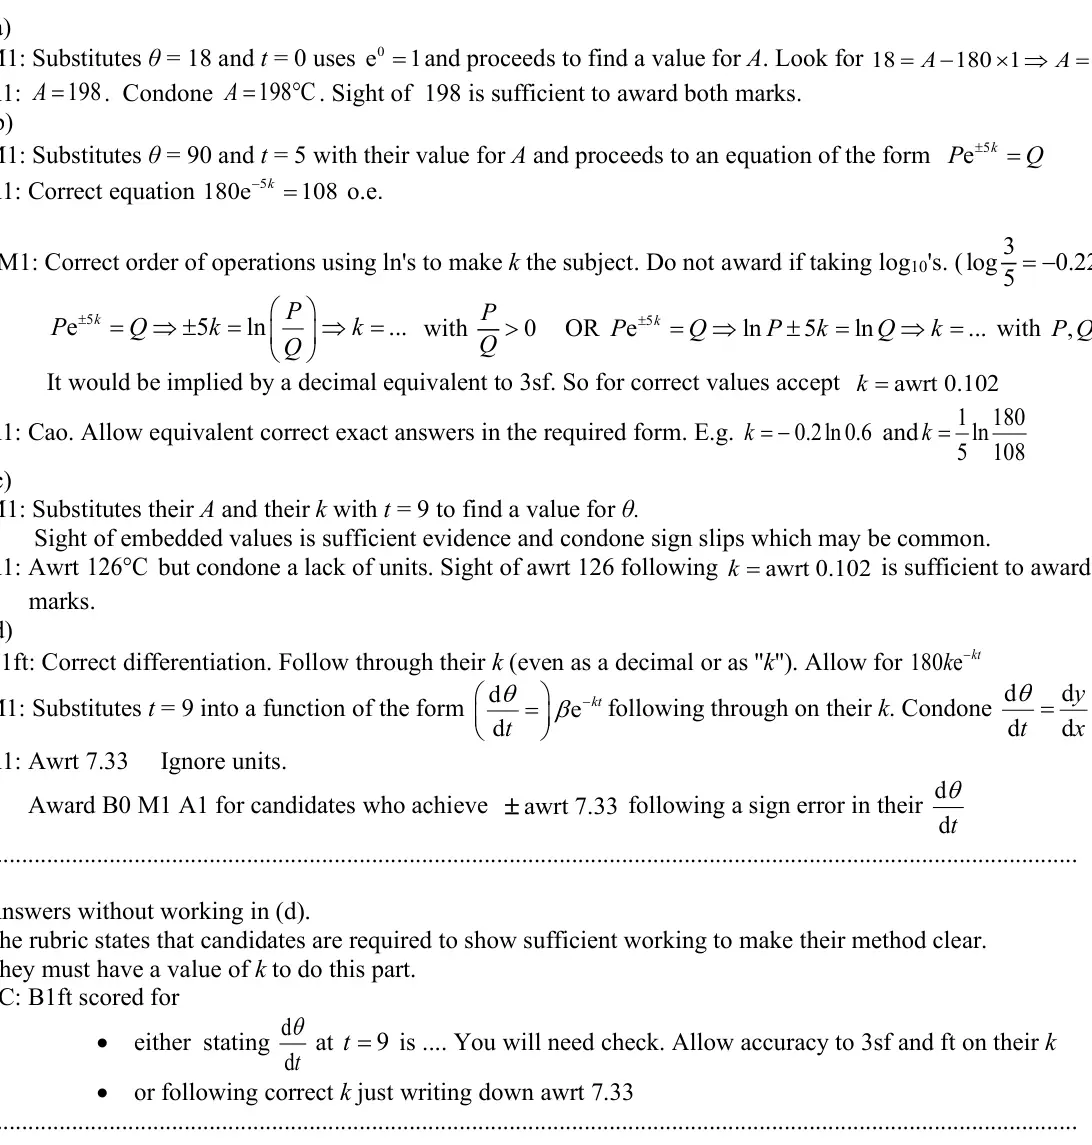 a)
M1: Substitutes θ = 18 and t = 0 uses e⁰ = 1 and proceeds to find a value for A. Look for 18 = A − 180 × 1 ⇒ A =
1: A = 198. Condone A = 198°C. Sight of 198 is sufficient to award both marks.
b)
M1: Substitutes θ = 90 and t = 5 with their value for A and proceeds to an equation of the form Pe^{±5k} = Q
1: Correct equation 180e^{−5k} = 108 o.e.
M1: Correct order of operations using ln's to make k the subject. Do not award if taking log₁₀'s. (log 3/5 = −0.22
Pe^{±5k} = Q ⇒ ±5k = ln(P/Q) ⇒ k = ... with P/Q > 0 OR Pe^{±5k} = Q ⇒ ln P ± 5k = ln Q ⇒ k = ... with P, Q
It would be implied by a decimal equivalent to 3sf. So for correct values accept k = awrt 0.102
1: Cao. Allow equivalent correct exact answers in the required form. E.g. k = − 0.2 ln 0.6 and k = 1/5 ln 180/108
c)
M1: Substitutes their A and their k with t = 9 to find a value for θ.
Sight of embedded values is sufficient evidence and condone sign slips which may be common.
1: Awrt 126°C but condone a lack of units. Sight of awrt 126 following k = awrt 0.102 is sufficient to award
marks.
d)
1ft: Correct differentiation. Follow through their k (even as a decimal or as "k"). Allow for 180ke^{−kt}
M1: Substitutes t = 9 into a function of the form (dθ/dt =) βe^{−kt} following through on their k. Condone dθ/dt = dy/dx
1: Awrt 7.33 Ignore units.
Award B0 M1 A1 for candidates who achieve ± awrt 7.33 following a sign error in their dθ/dt
...................................................................................................................................................................
nswers without working in (d).
he rubric states that candidates are required to show sufficient working to make their method clear.
hey must have a value of k to do this part.
C: B1ft scored for
• either stating dθ/dt at t = 9 is .... You will need check. Allow accuracy to 3sf and ft on their k
• or following correct k just writing down awrt 7.33
...................................................................................................................................................................